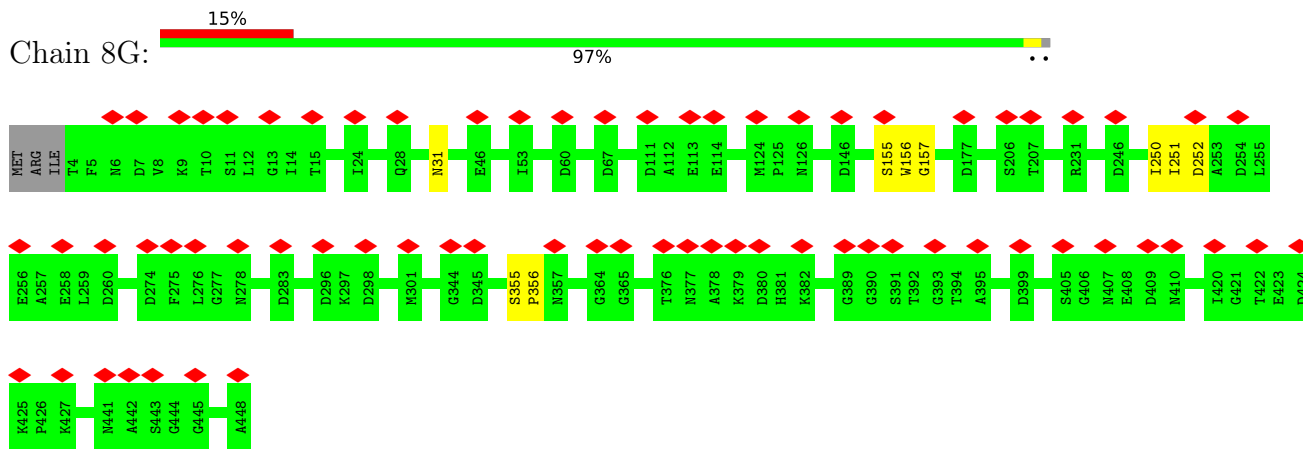 15%
Chain 8G:
97%
MET ARG ILE T4 F5 N6 D7 V8 K9 T10 S11 L12 G13 I14 T15 I24 Q28 N31 E46 I53 D60 D67 D111 A112 E113 E114 M124 P125 N126 D146 S155 W156 G157 D177 S206 T207 R231 D246 I250 I251 D252 A253 D254 L255
E256 A257 E258 L259 D260 D274 F275 L276 G277 N278 D283 D296 K297 D298 M301 G344 D345 S355 P356 N357 G364 G365 T376 N377 A378 K379 D380 H381 K382 G389 G390 S391 T392 G393 T394 A395 D399 S405 G406 N407 E408 D409 N410 I420 G421 T422 E423 D424
K425 P426 K427 N441 A442 S443 G444 G445 A448